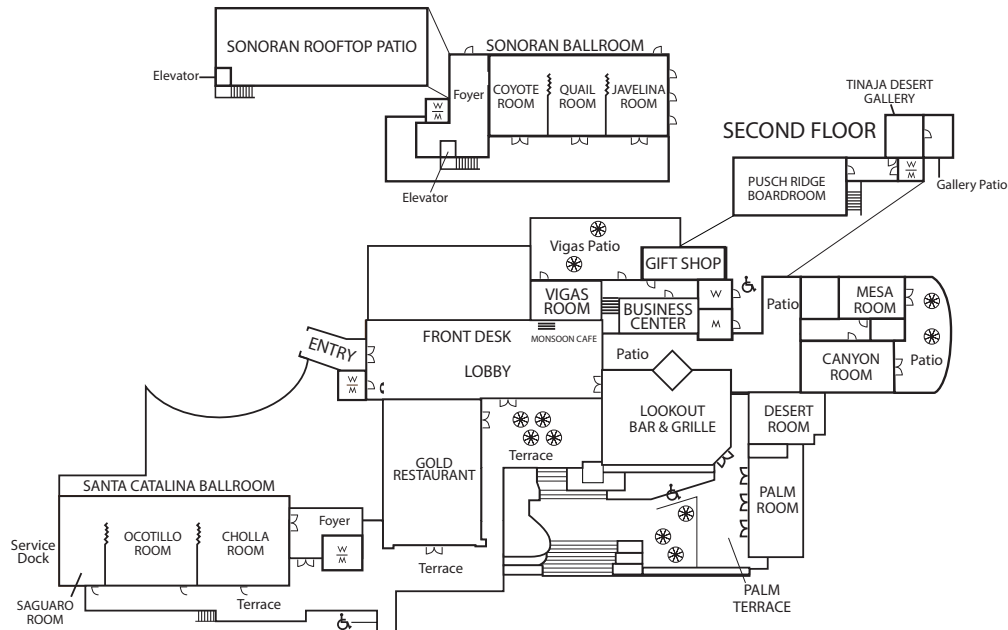 SONORAN ROOFTOP PATIO
Elevator
SONORAN BALLROOM
Foyer
COYOTE
ROOM
QUAIL
ROOM
JAVELINA
ROOM
W
M
Elevator
TINAJA DESERT
GALLERY
SECOND FLOOR
W
M
Gallery Patio
PUSCH RIDGE
BOARDROOM
Vigas Patio
GIFT SHOP
VIGAS
ROOM
BUSINESS
CENTER
W
M
Patio
MESA
ROOM
ENTRY
FRONT DESK
MONSOON CAFE
LOBBY
Patio
CANYON
ROOM
Patio
W
M
LOOKOUT
BAR & GRILLE
DESERT
ROOM
GOLD
RESTAURANT
Terrace
PALM
ROOM
SANTA CATALINA BALLROOM
Foyer
OCOTILLO
ROOM
CHOLLA
ROOM
W
M
Service
Dock
Terrace
SAGUARO
ROOM
Terrace
PALM
TERRACE